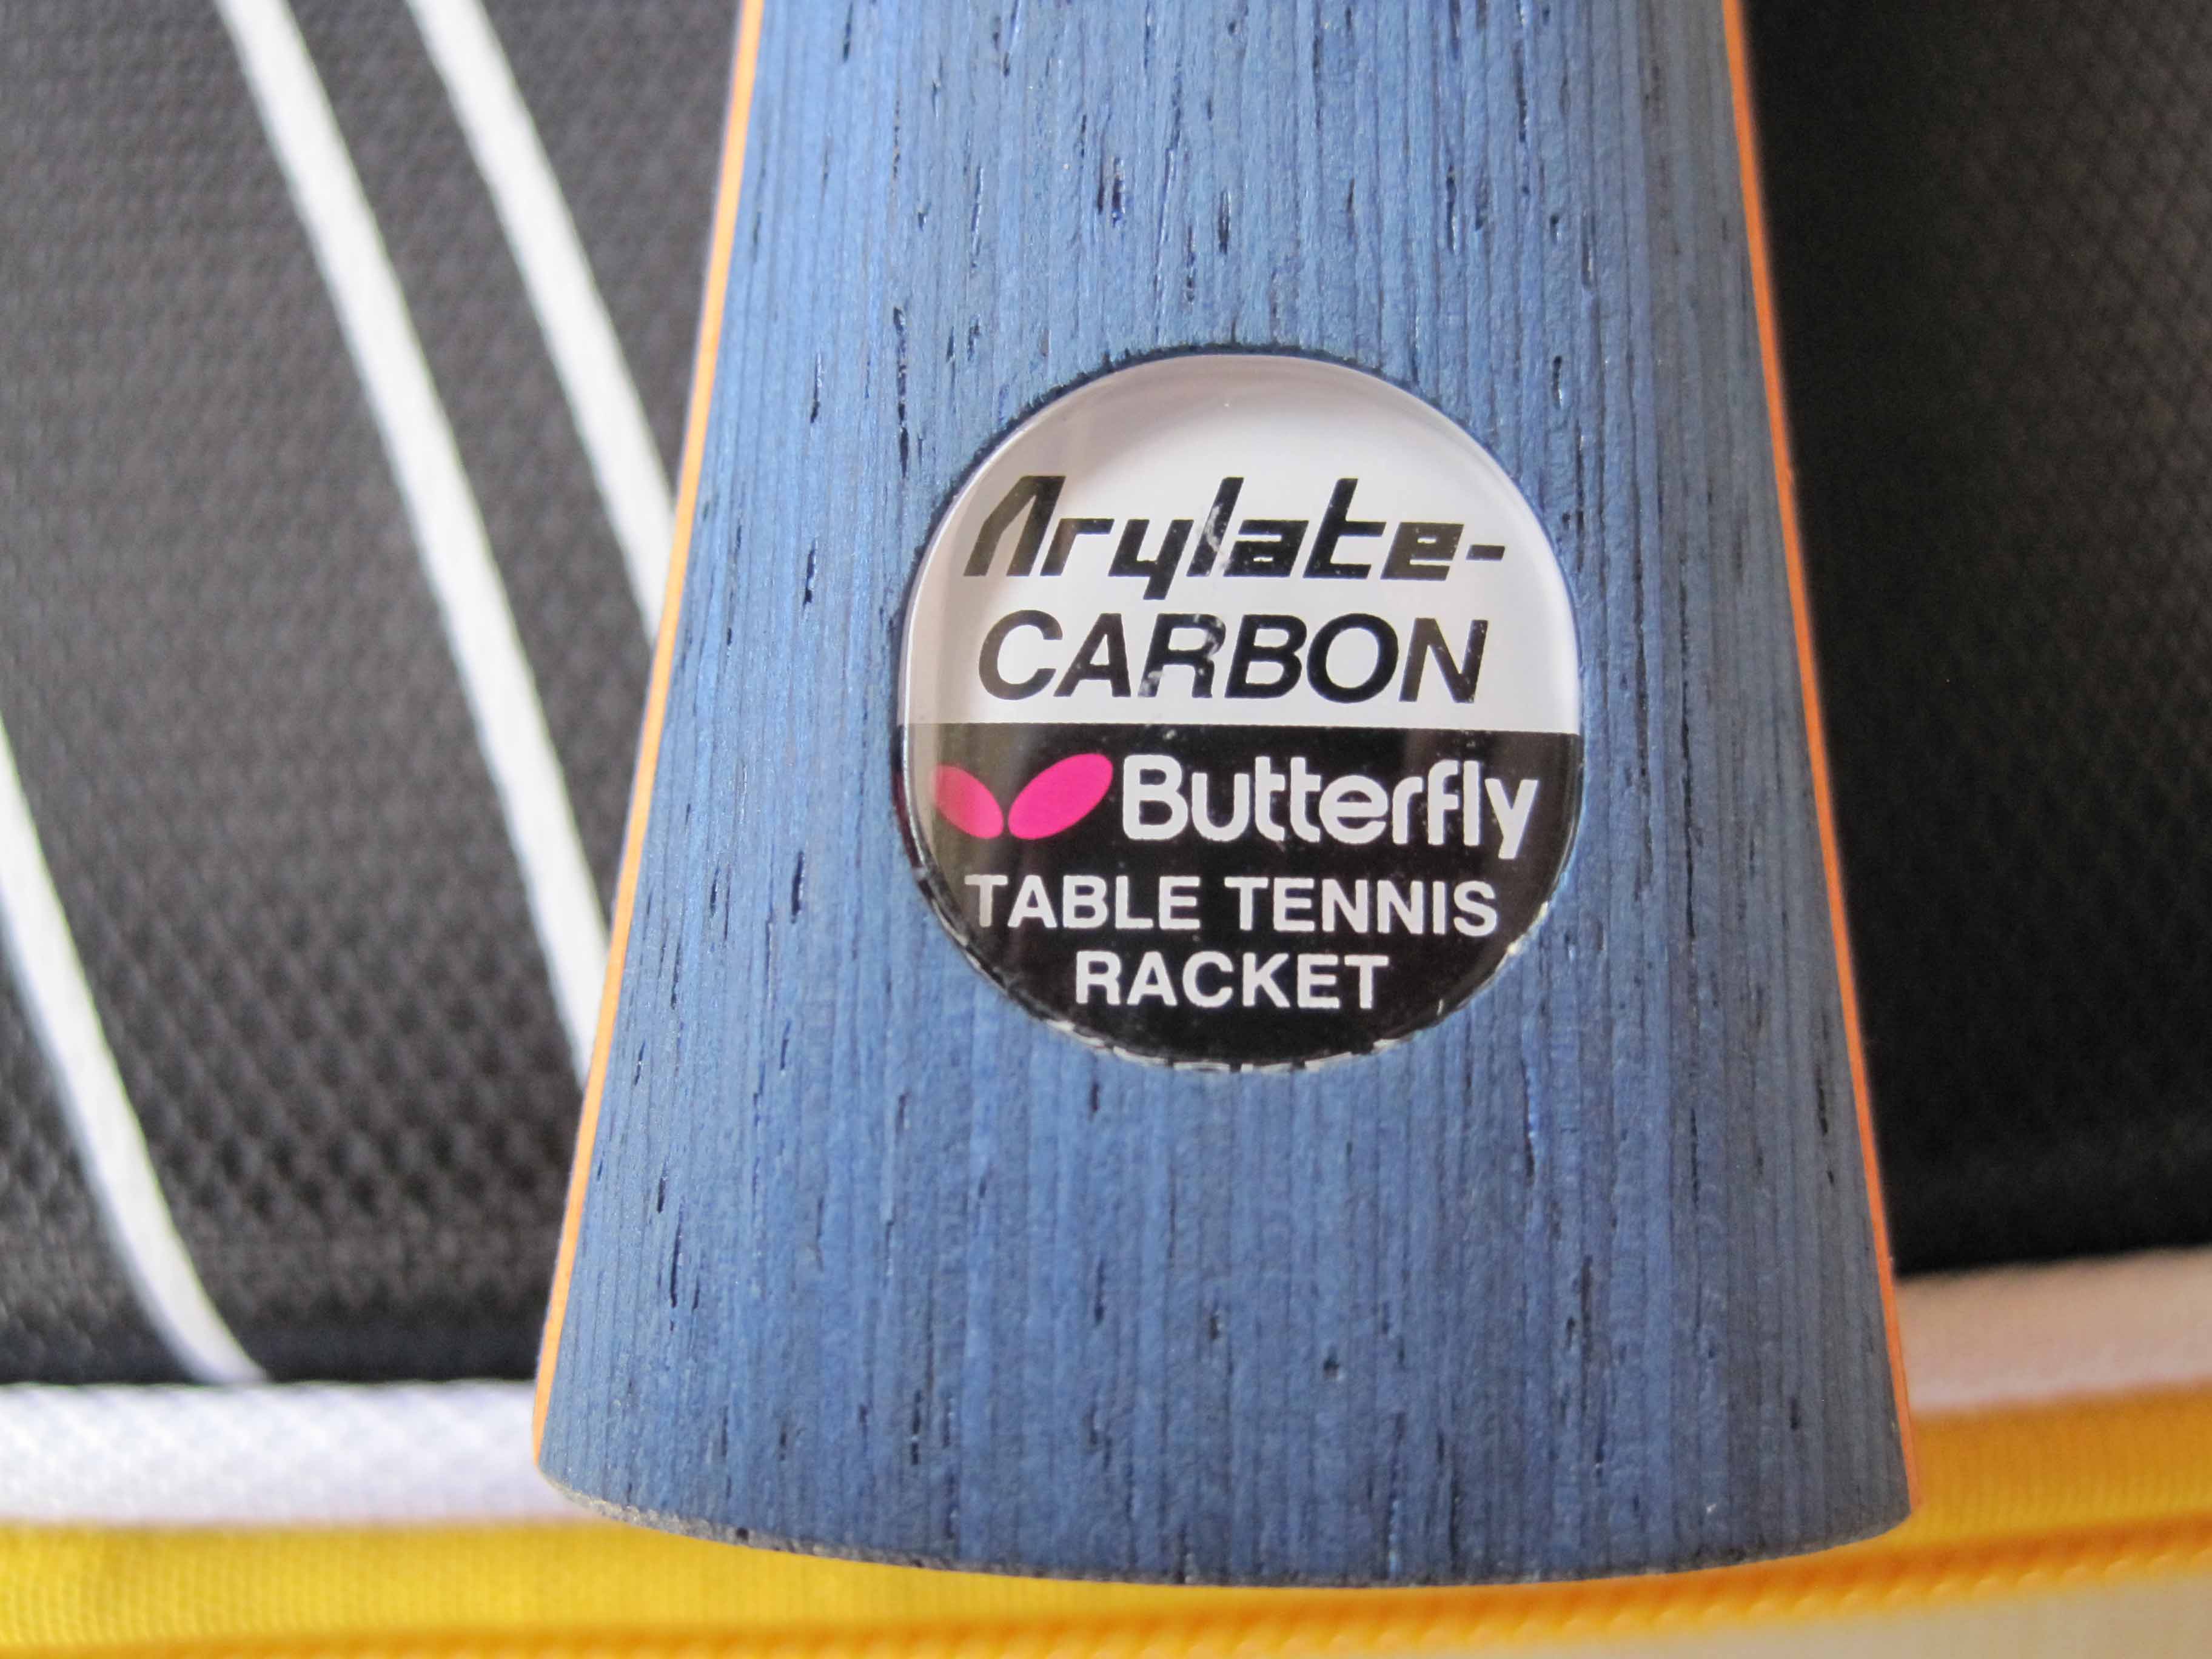 Arylate-
CARBON
Butterfly
TABLE TENNIS
RACKET